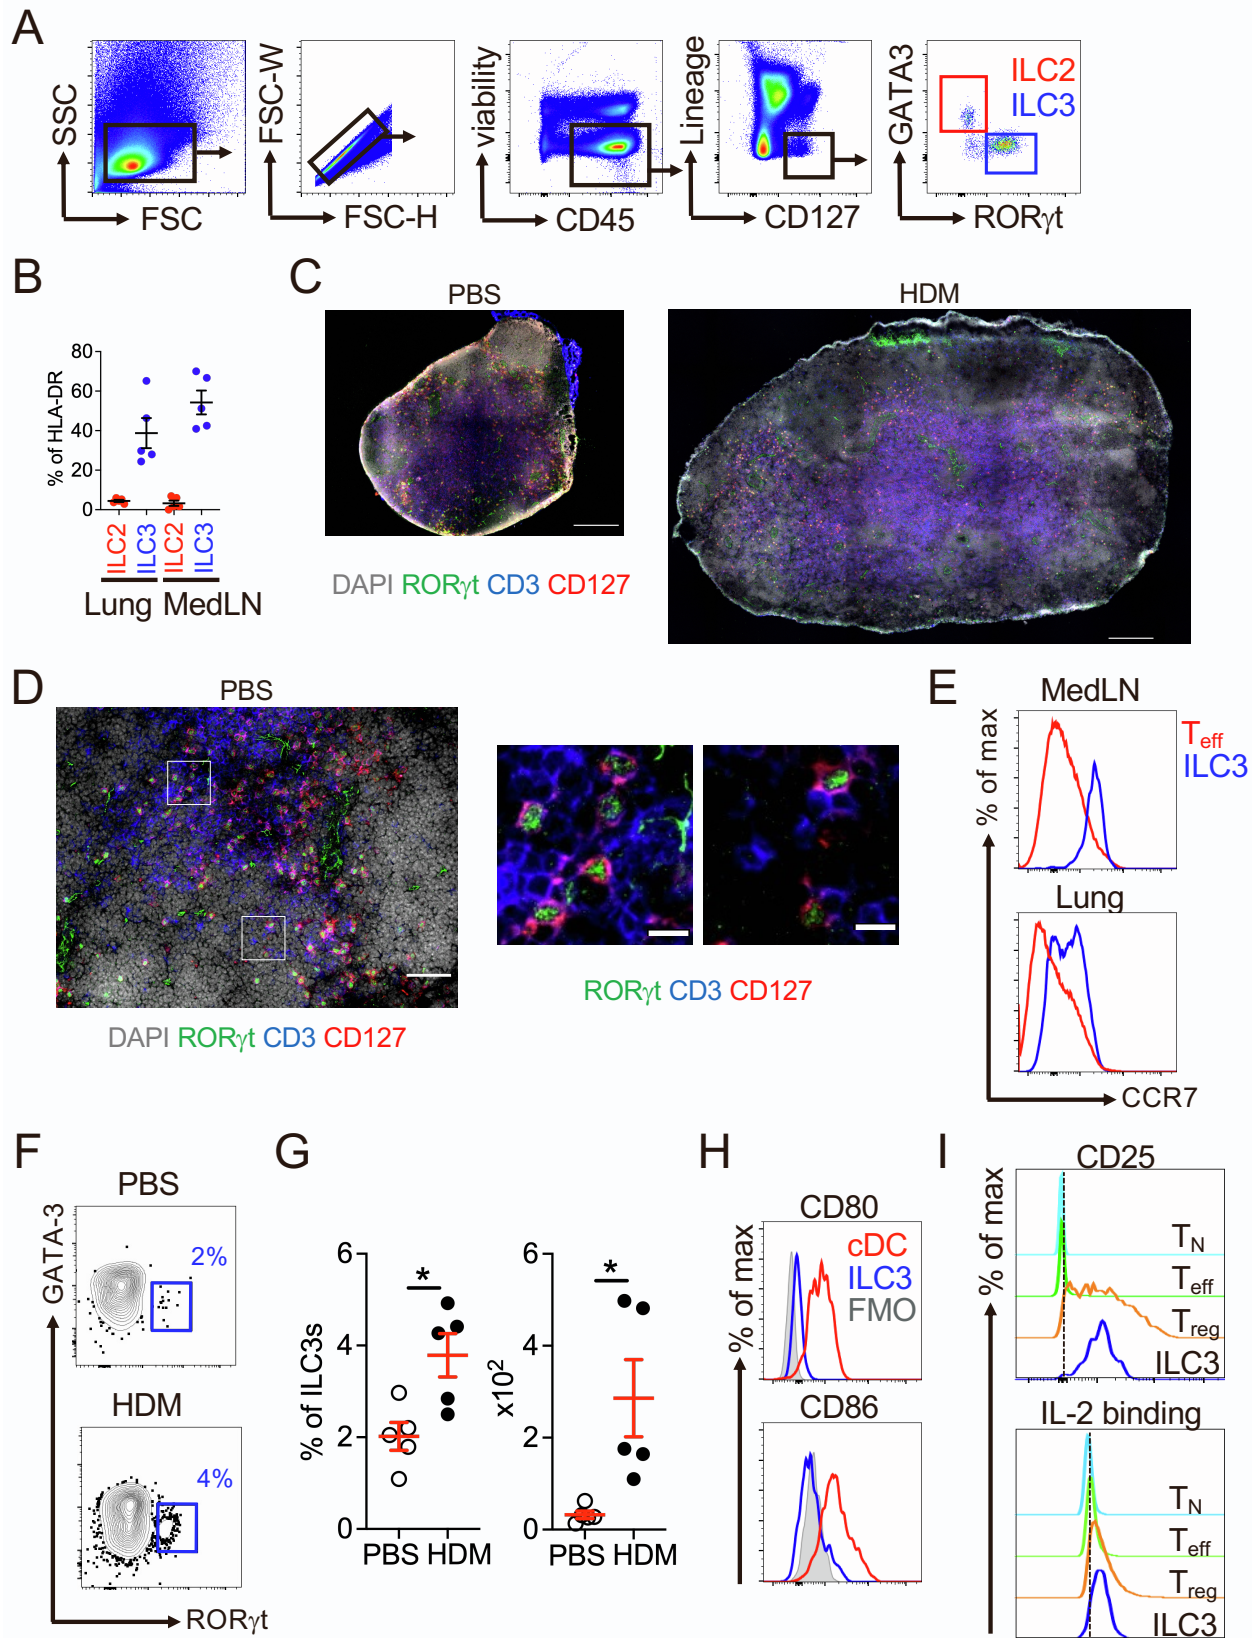 A
SSC
FSC
FSC-W
FSC-H
viability
CD45
Lineage
CD127
GATA3
RORγt
ILC2
ILC3
B
% of HLA-DR
80
60
40
20
0
ILC2
ILC3
ILC2
ILC3
Lung MedLN
C
PBS
HDM
DAPI RORγt CD3 CD127
D
PBS
DAPI RORγt CD3 CD127
RORγt CD3 CD127
E
MedLN
Teff
ILC3
% of max
Lung
CCR7
F
PBS
GATA-3
2%
HDM
4%
RORγt
G
% of ILC3s
6
4
2
0
*
PBS HDM
x10²
6
4
2
0
*
PBS HDM
H
CD80
cDC
ILC3
FMO
% of max
CD86
I
CD25
% of max
TN
Teff
Treg
ILC3
IL-2 binding
TN
Teff
Treg
ILC3